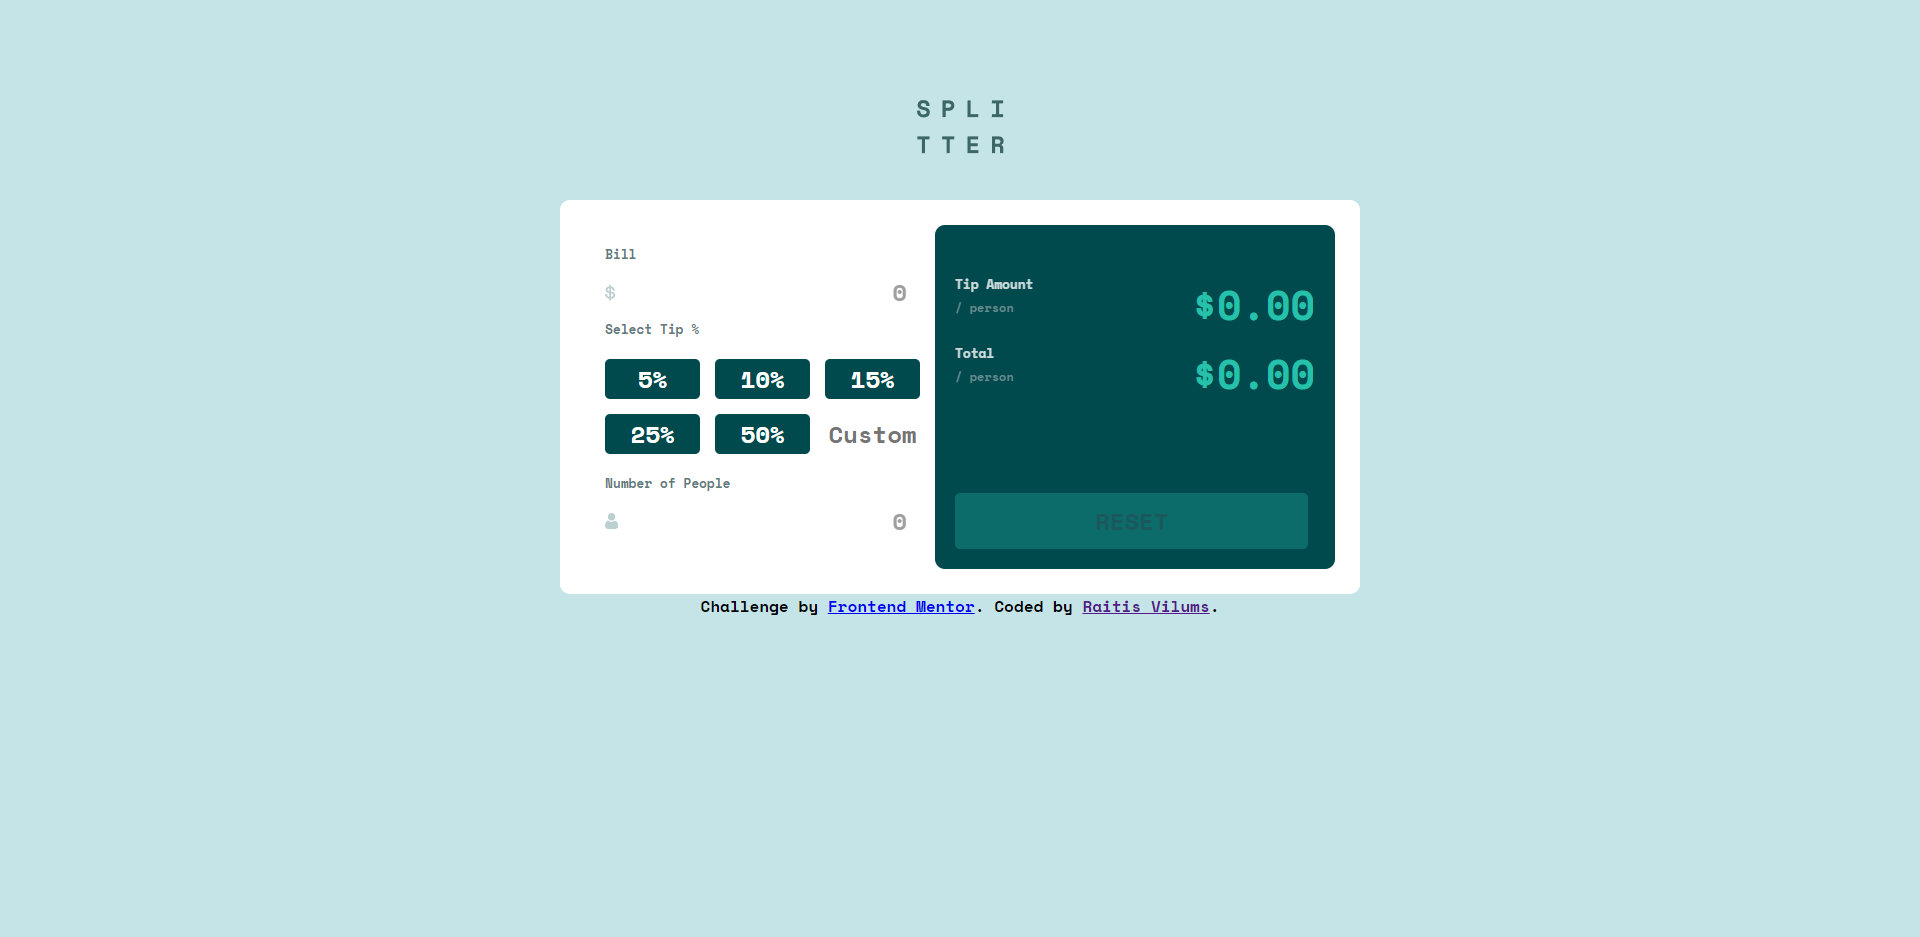 SPLI
TTER
Bill
$ 0
Select Tip %
5% 10% 15%
25% 50% Custom
Number of People
0
Tip Amount
/ person
$0.00
Total
/ person
$0.00
RESET
Challenge by Frontend Mentor. Coded by Raitis Vilums.